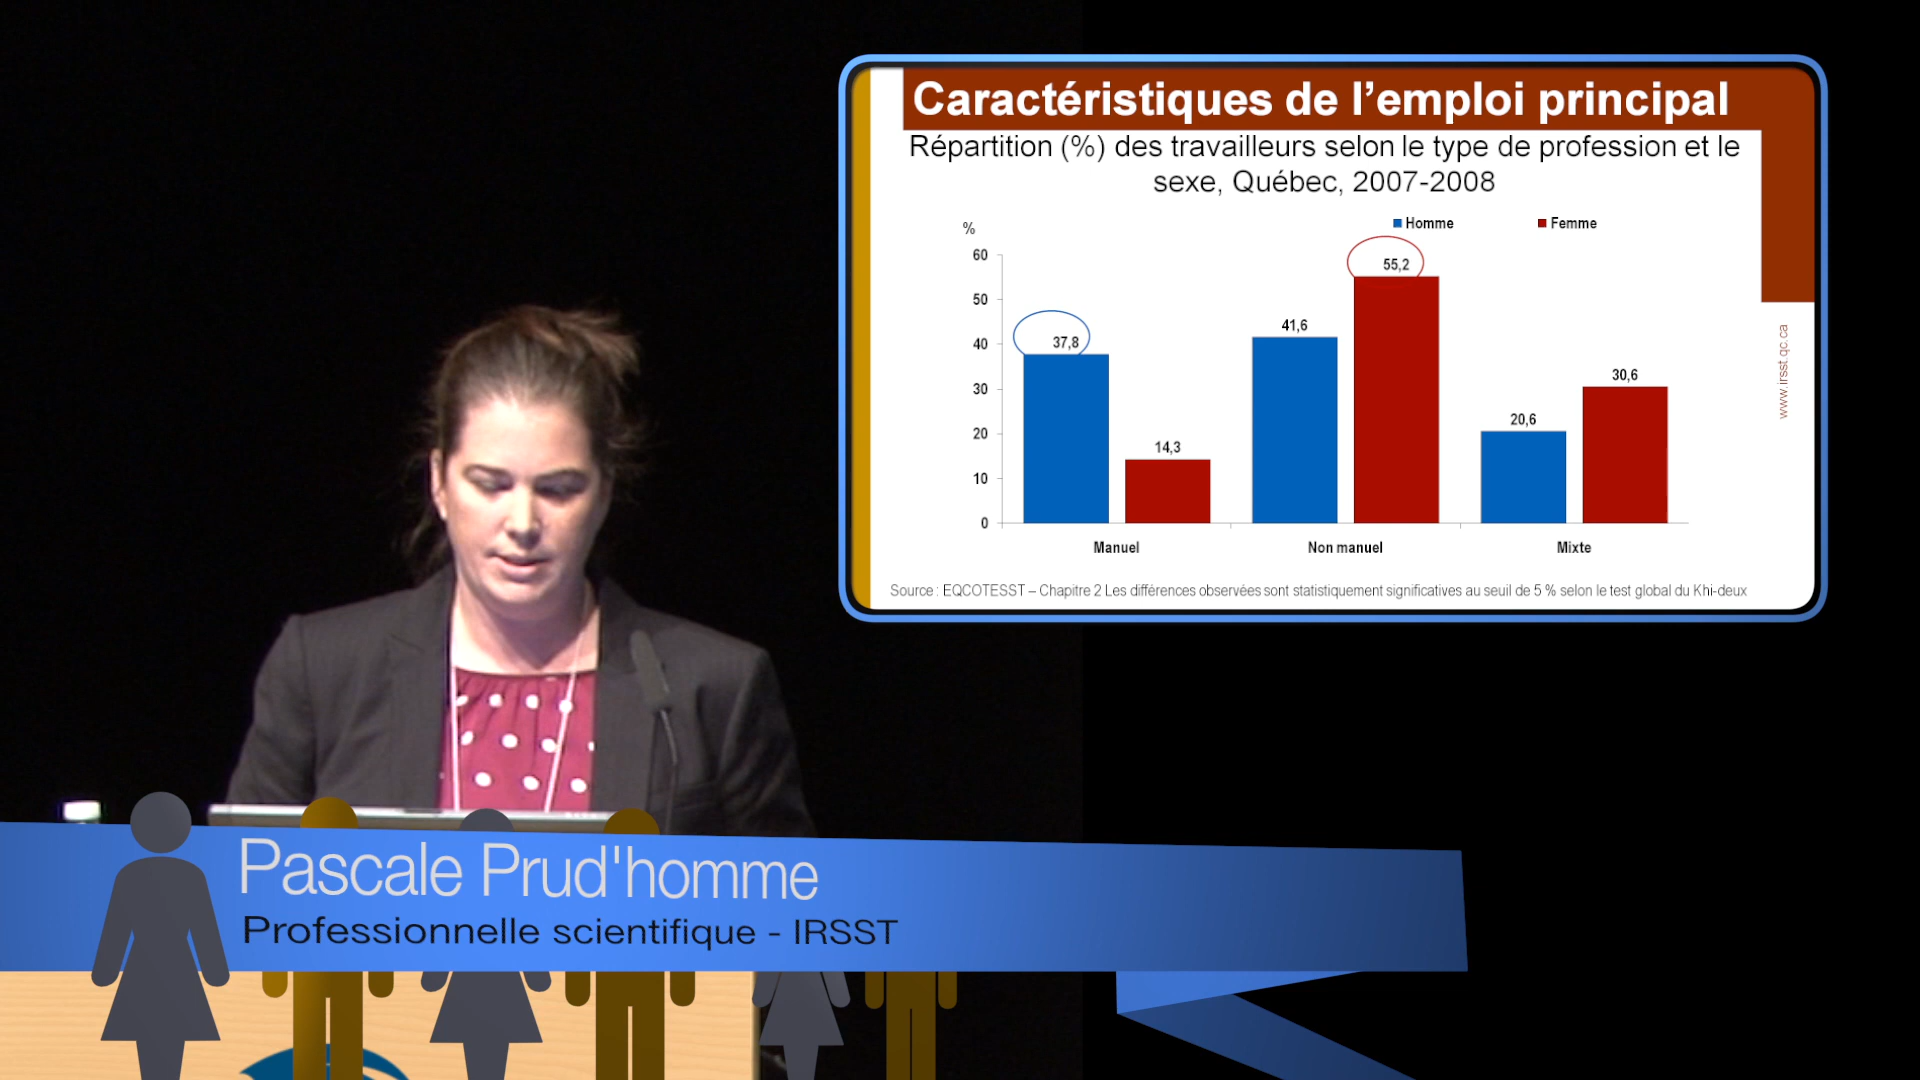 Caractéristiques de l’emploi principal
Répartition (%) des travailleurs selon le type de profession et le
sexe, Québec, 2007-2008
%
Homme
Femme
60
50
40
30
20
10
0
37,8
14,3
41,6
55,2
20,6
30,6
Manuel
Non manuel
Mixte
Source : EQCOTESST – Chapitre 2 Les différences observées sont statistiquement significatives au seuil de 5 % selon le test global du Khi-deux
www.irsst.qc.ca
Pascale Prud'homme
Professionnelle scientifique - IRSST